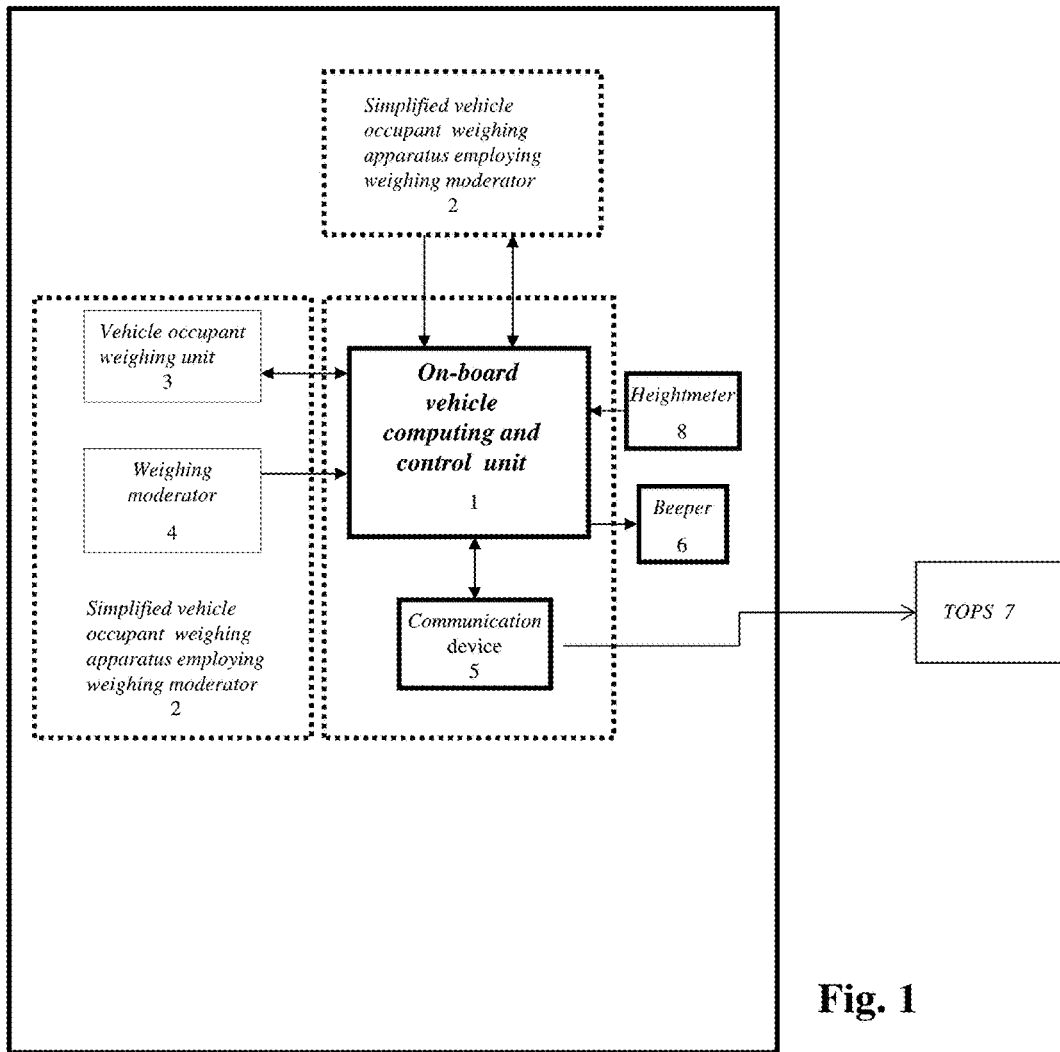 Simplified vehicle
occupant weighing
apparatus employing
weighing moderator
2
Vehicle occupant
weighing unit
3
Weighing
moderator
4
Simplified vehicle
occupant weighing
apparatus employing
weighing moderator
2
On-board
vehicle
computing and
control unit
1
Heightmeter
8
Beeper
6
Communication
device
5
TOPS 7
Fig. 1